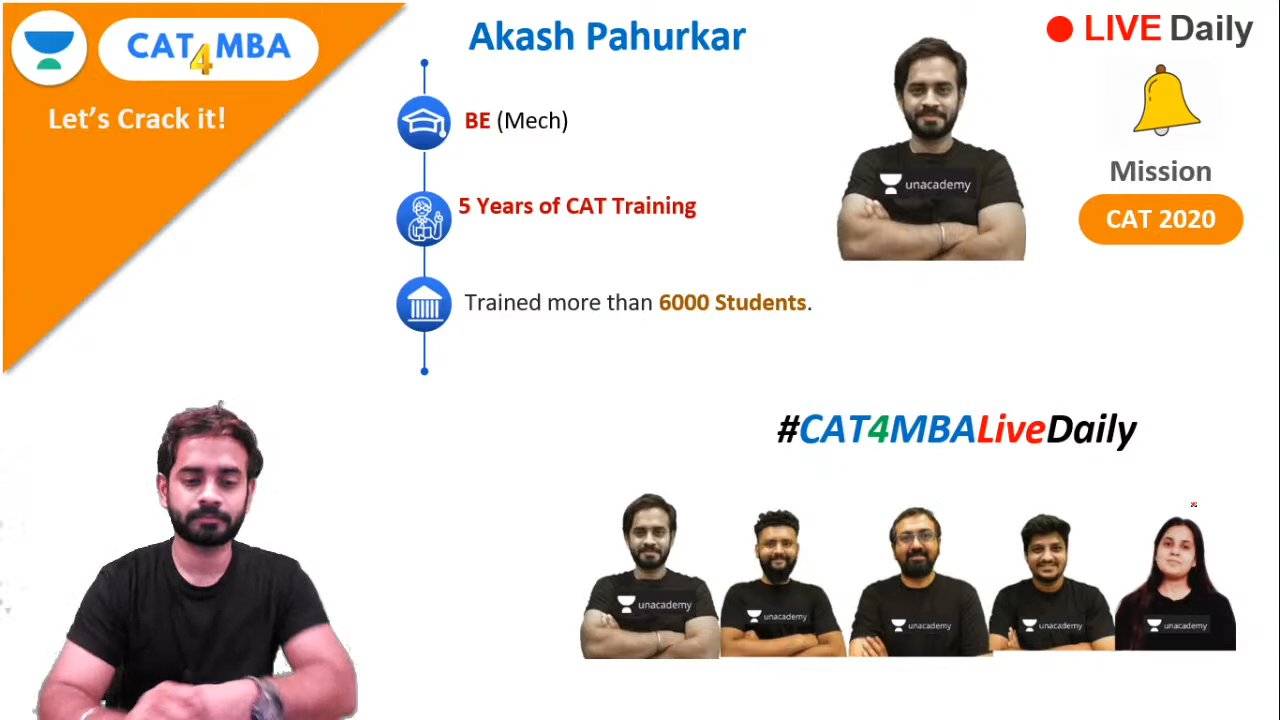 CAT4MBA
Let's Crack it!
Akash Pahurkar
BE (Mech)
5 Years of CAT Training
Trained more than 6000 Students.
unacademy
LIVE Daily
Mission
CAT 2020
#CAT4MBALiveDaily
unacademy
unacademy
unacademy
unacademy
unacademy